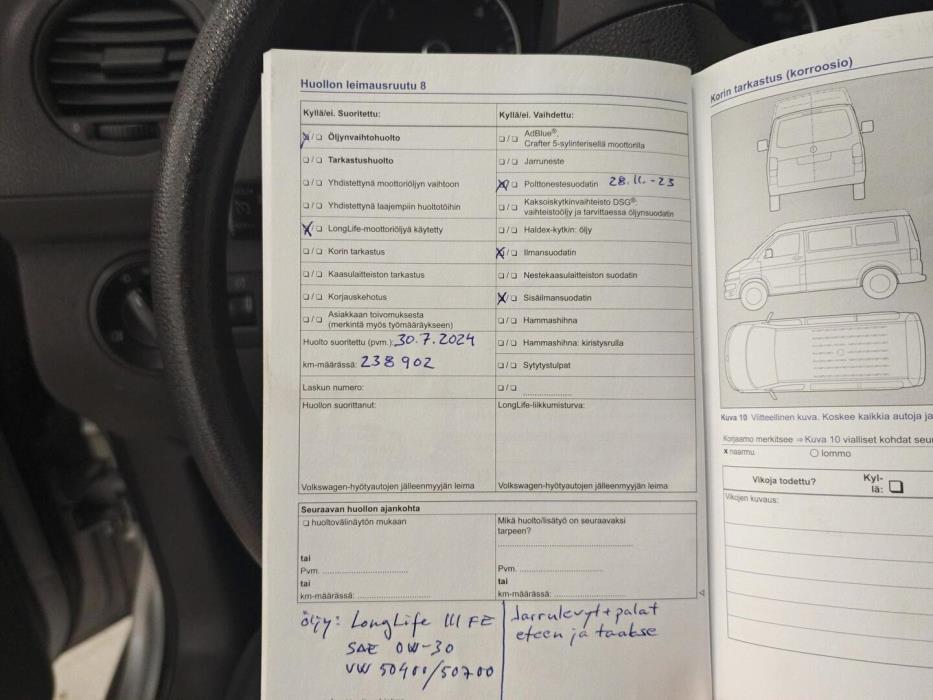 Huollon leimausruutu 8
Kyllä/ei. Suoritettu:
☒/❏ Öljynvaihtohuolto
❏/❏ Tarkastushuolto
❏/❏ Yhdistettynä moottoriöljyn vaihtoon
❏/❏ Yhdistettynä laajempiin huoltotöihin
☒/❏ LongLife-moottoriöljyä käytetty
❏/❏ Korin tarkastus
❏/❏ Kaasulaitteiston tarkastus
❏/❏ Korjauskehotus
❏/❏ Asiakkaan toivomuksesta
(merkintä myös työmääräykseen)
Huolto suoritettu (pvm.): 30.7.2024
km-määrässä: 238 902
Laskun numero:
Huollon suorittanut:
Volkswagen-hyötyautojen jälleenmyyjän leima
Kyllä/ei. Vaihdettu:
❏/❏ AdBlue®,
Crafter 5-sylinterisellä moottorilla
❏/❏ Jarruneste
☒/❏ Polttonestesuodatin 28.11.-23
❏/❏ Kaksoiskytkinvaihteisto DSG®:
vaihteistoöljy ja tarvittaessa öljynsuodatin
❏/❏ Haldex-kytkin: öljy
☒/❏ Ilmansuodatin
❏/❏ Nestekaasulaitteiston suodatin
☒/❏ Sisäilmansuodatin
❏/❏ Hammashihna
❏/❏ Hammashihna: kiristysrulla
❏/❏ Sytytystulpat
❏/❏ ....................
LongLife-liikkumisturva:
Volkswagen-hyötyautojen jälleenmyyjän leima
Seuraavan huollon ajankohta
❏ huoltovälinäytön mukaan
tai
Pvm. ..............................
tai
km-määrässä: ..........................
Mikä huolto/lisätyö on seuraavaksi
tarpeen?
Pvm. ..............................
tai
km-määrässä: ..........................
öljy: LongLife III FE
SAE 0W-30
VW 50400/50700
Jarrulevyt + palat
eteen ja taakse
Korin tarkastus (korroosio)
Kuva 10 Viitteellinen kuva. Koskee kaikkia autoja ja
Korjaamo merkitsee ⇒ Kuva 10 vialliset kohdat
x naarmu ○ lommo
Vikoja todettu? Kyl-
lä: ❏
Vikojen kuvaus: